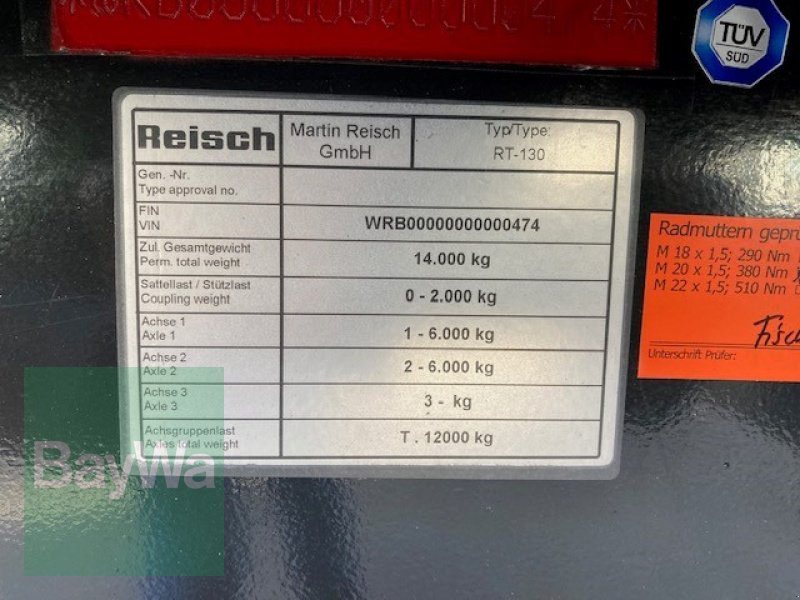 TÜV
SÜD
Reisch
Martin Reisch
GmbH
Typ/Type:
RT-130
Gen. -Nr.
Type approval no.
FIN
VIN
WRB00000000000474
Zul. Gesamtgewicht
Perm. total weight
14.000 kg
Sattellast / Stützlast
Coupling weight
0 - 2.000 kg
Achse 1
Axle 1
1 - 6.000 kg
Achse 2
Axle 2
2 - 6.000 kg
Achse 3
Axle 3
3 - kg
Achsgruppenlast
Axles total weight
T . 12000 kg
Radmuttern
M 18 x 1,5; 290 Nm
M 20 x 1,5; 380 Nm
M 22 x 1,5; 510 Nm
Unterschrift Prüfer:
BayWa